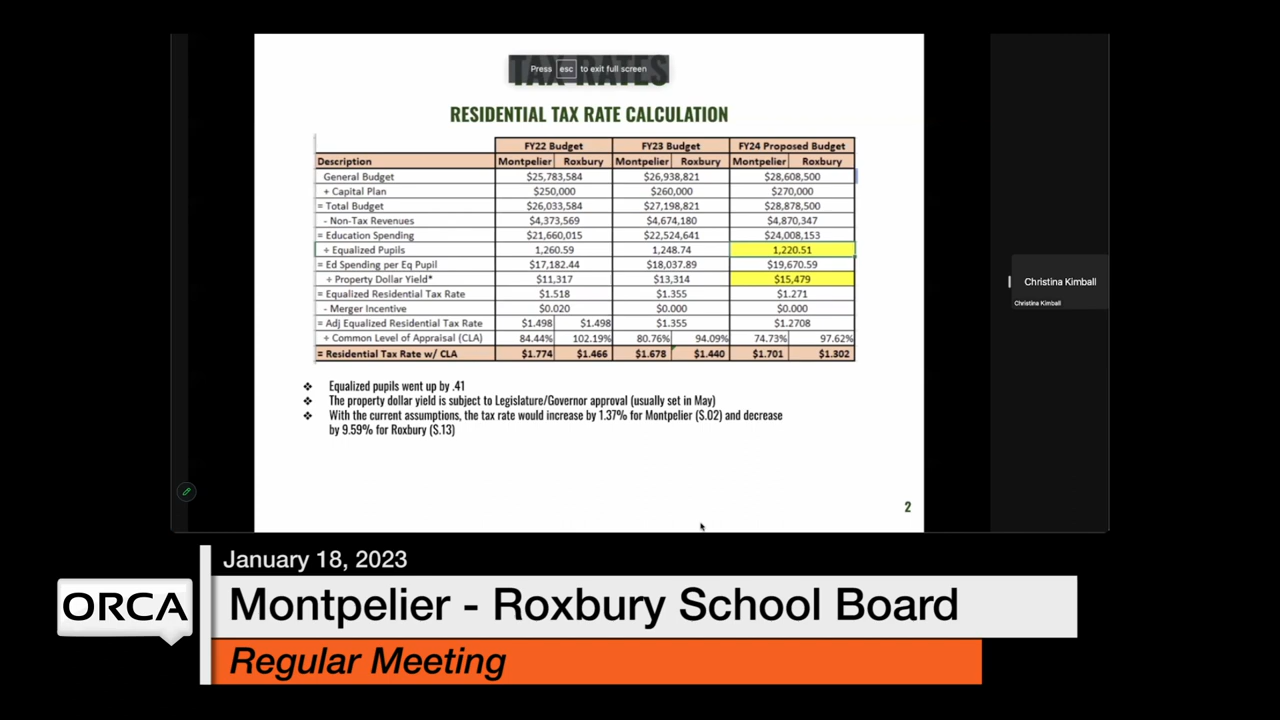 TAX RATES
Press esc to exit full screen
RESIDENTIAL TAX RATE CALCULATION
FY22 Budget FY23 Budget FY24 Proposed Budget
Description Montpelier Roxbury Montpelier Roxbury Montpelier Roxbury
General Budget $25,783,584 $26,938,821 $28,608,500
+ Capital Plan $250,000 $260,000 $270,000
= Total Budget $26,033,584 $27,198,821 $28,878,500
- Non-Tax Revenues $4,373,569 $4,674,180 $4,870,347
= Education Spending $21,660,015 $22,524,641 $24,008,153
÷ Equalized Pupils 1,260.59 1,248.74 1,220.51
= Ed Spending per Eq Pupil $17,182.44 $18,037.89 $19,670.59
÷ Property Dollar Yield* $11,317 $13,314 $15,479
= Equalized Residential Tax Rate $1.518 $1.355 $1.271
- Merger Incentive $0.020 $0.000 $0.000
= Adj Equalized Residential Tax Rate $1.498 $1.498 $1.355 $1.2708
÷ Common Level of Appraisal (CLA) 84.44% 102.19% 80.76% 94.09% 74.73% 97.62%
= Residential Tax Rate w/ CLA $1.774 $1.466 $1.678 $1.440 $1.701 $1.302
❖ Equalized pupils went up by .41
❖ The property dollar yield is subject to Legislature/Governor approval (usually set in May)
❖ With the current assumptions, the tax rate would increase by 1.37% for Montpelier ($.02) and decrease
by 9.59% for Roxbury ($.13)
2
Christina Kimball
Christina Kimball
January 18, 2023
ORCA
Montpelier - Roxbury School Board
Regular Meeting